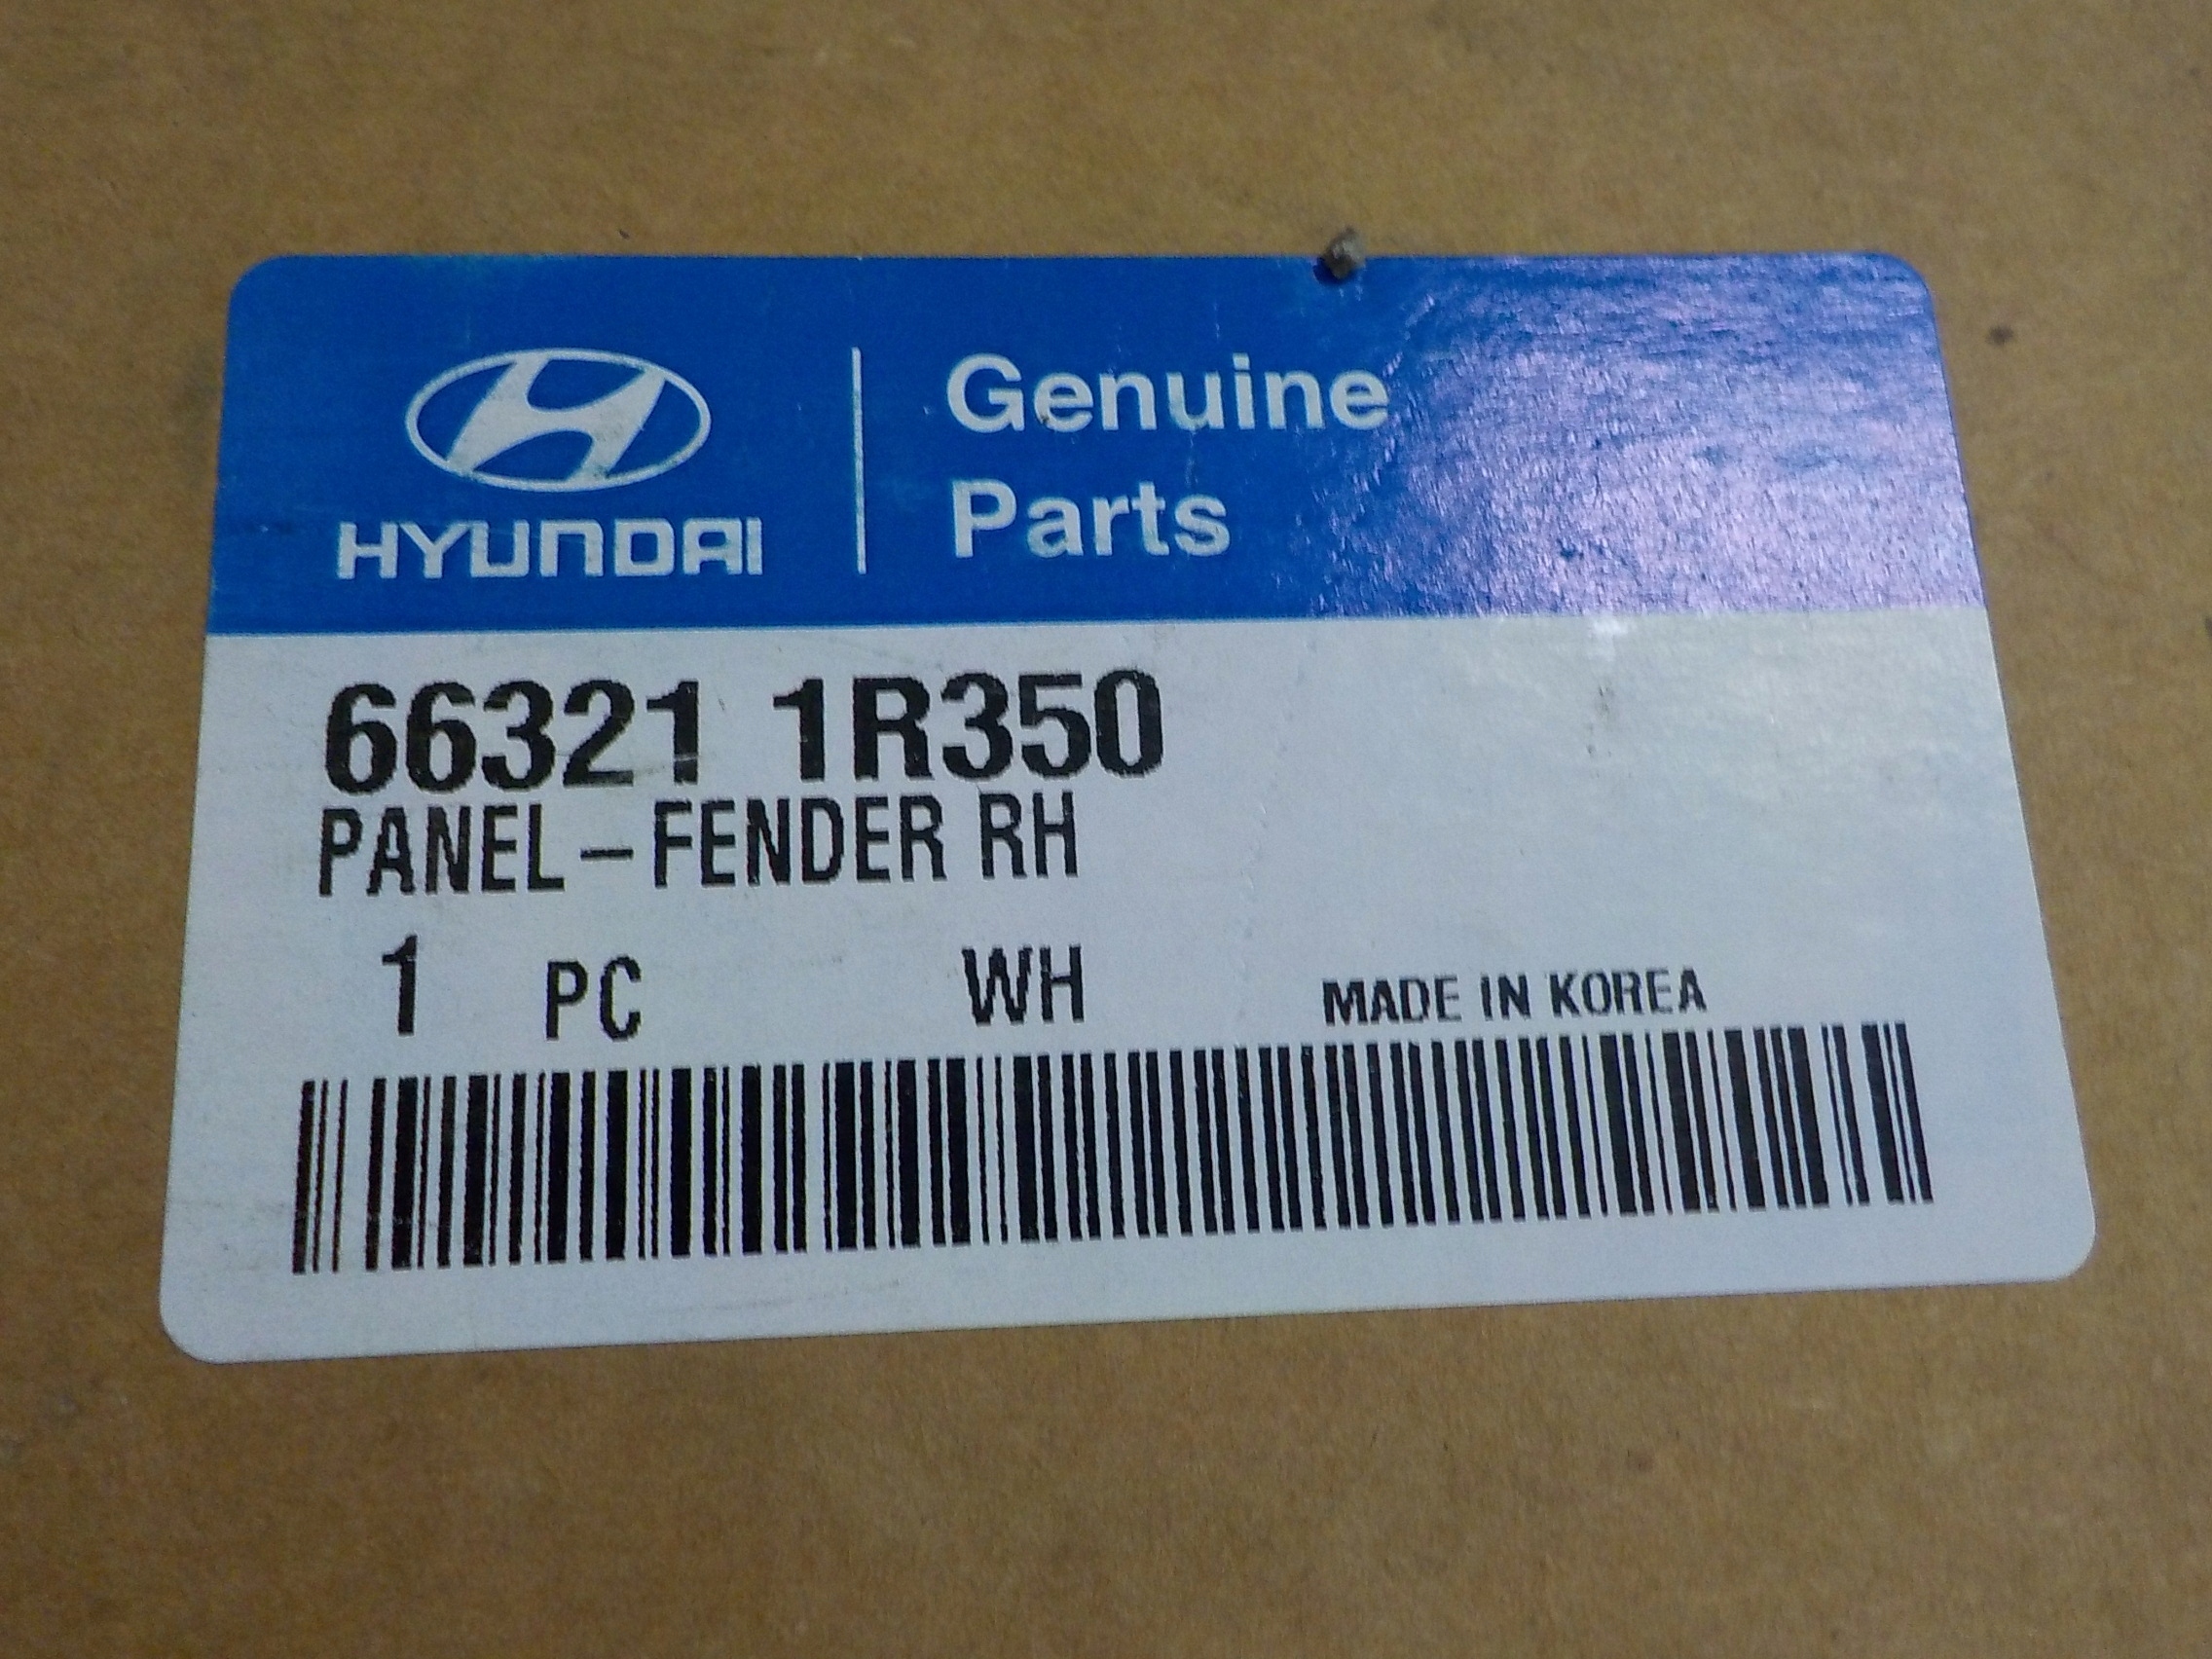 HYUNDAI
Genuine
Parts
66321 1R350
PANEL-FENDER RH
1 PC WH
MADE IN KOREA